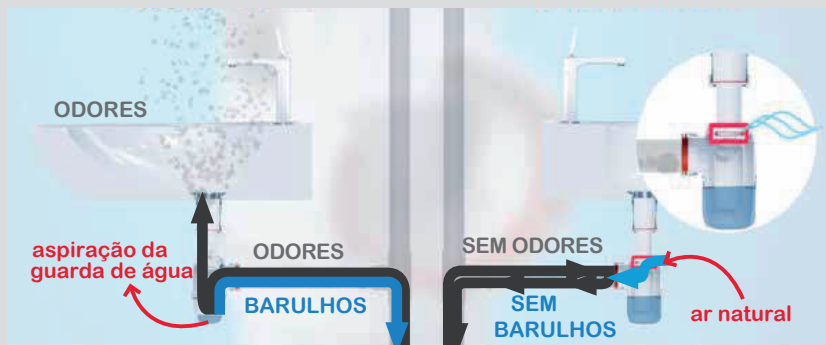 ODORES
aspiração da
guarda de água
ODORES
BARULHOS
SEM ODORES
SEM
BARULHOS
ar natural